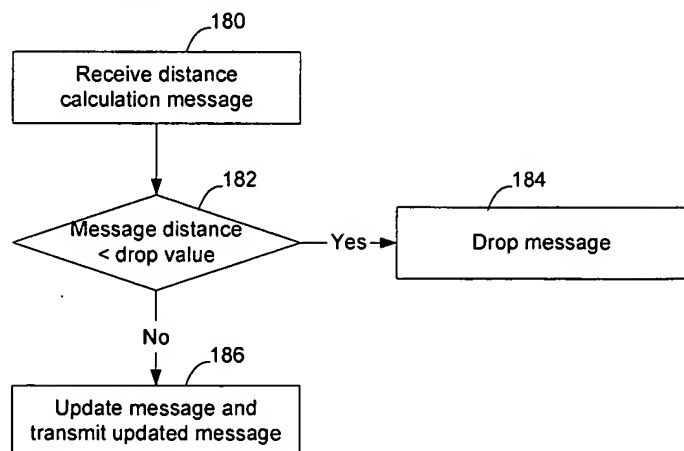 180
Receive distance
calculation message
182
Message distance
< drop value
184
Yes
Drop message
No
186
Update message and
transmit updated message